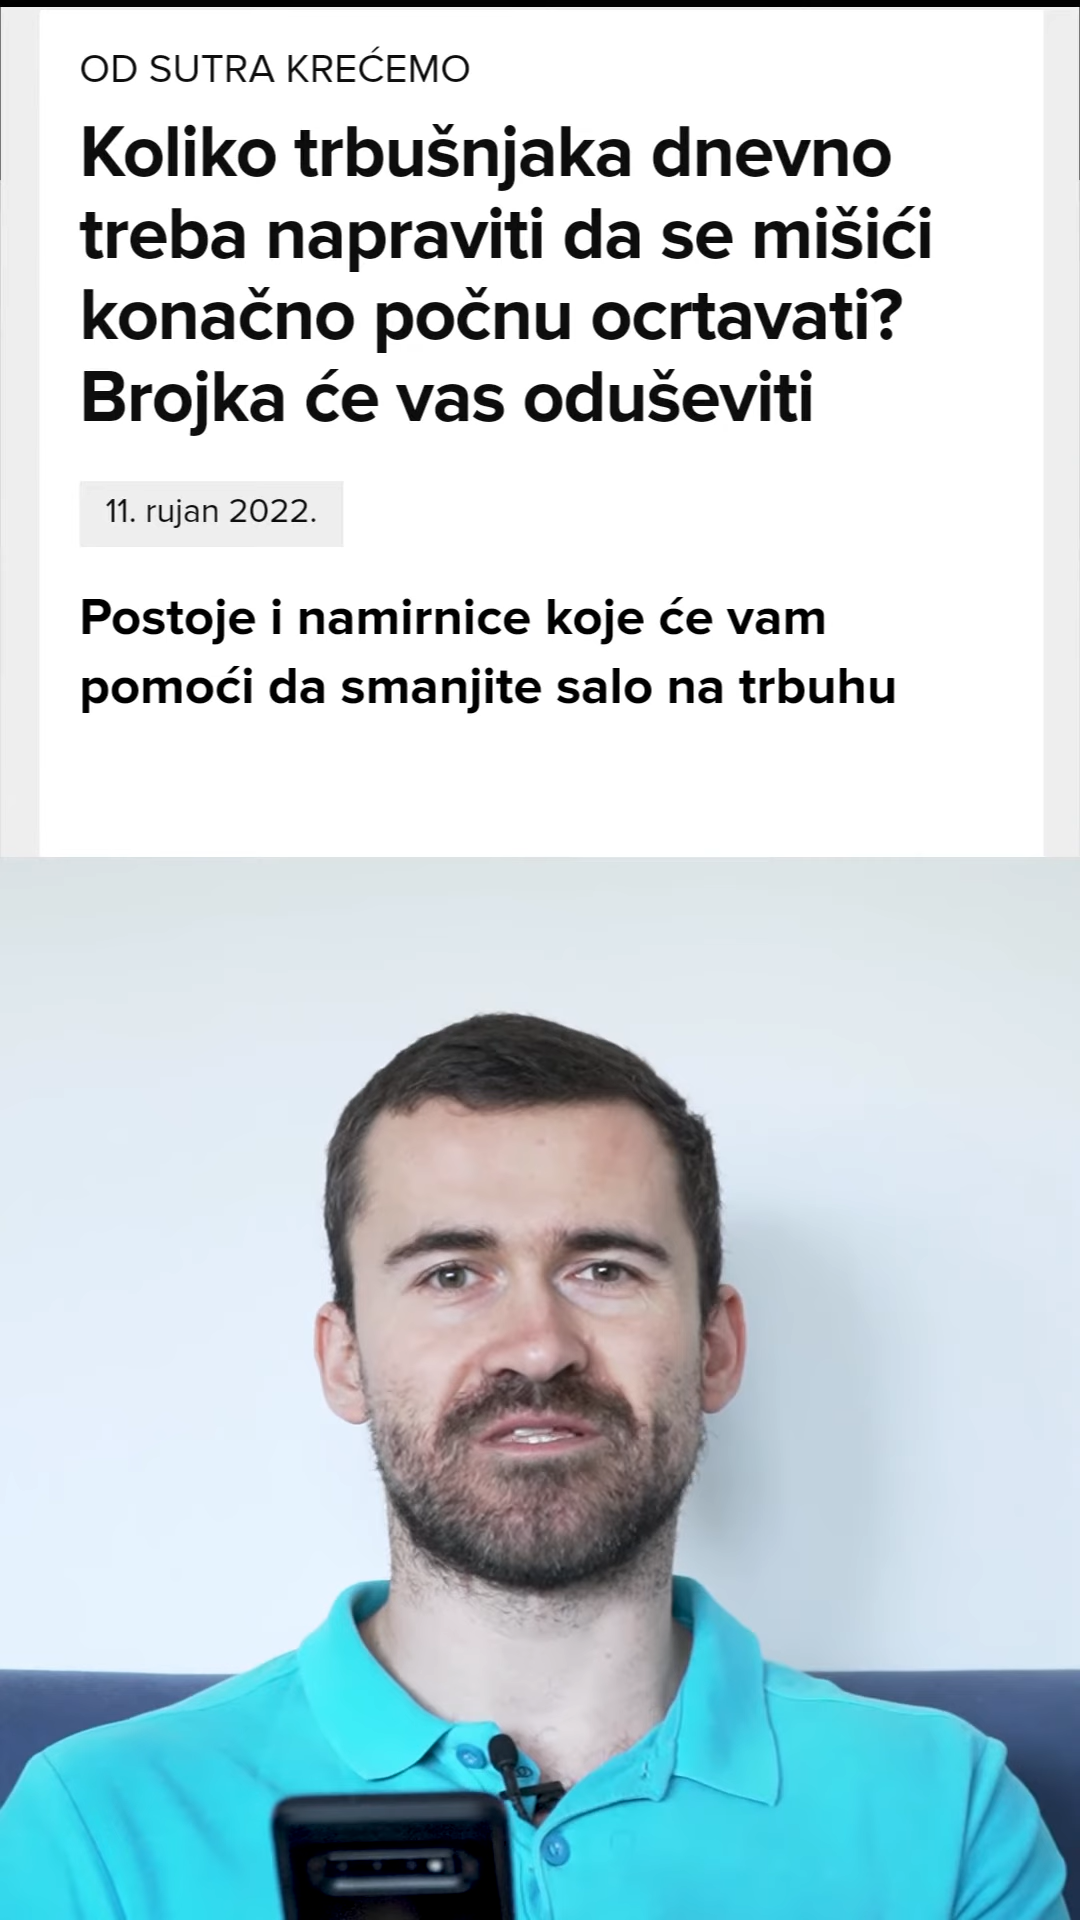 OD SUTRA KREĆEMO
Koliko trbušnjaka dnevno
treba napraviti da se mišići
konačno počnu ocrtavati?
Brojka će vas oduševiti
11. rujan 2022.
Postoje i namirnice koje će vam
pomoći da smanjite salo na trbuhu